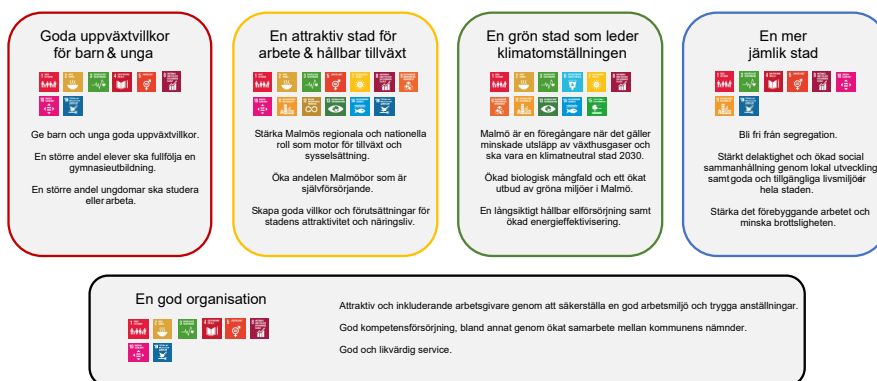 Goda uppväxtvillkor
för barn & unga
Ge barn och unga goda uppväxtvillkor.
En större andel elever ska fullfölja en
gymnasieutbildning.
En större andel ungdomar ska studera
eller arbeta.
En attraktiv stad för
arbete & hållbar tillväxt
Stärka Malmös regionala och nationella
roll som motor för tillväxt och
sysselsättning.
Öka andelen Malmöbor som är
självförsörjande.
Skapa goda villkor och förutsättningar för
stadens attraktivitet och näringsliv.
En grön stad som leder
klimatomställningen
Malmö är en föregångare när det gäller
minskade utsläpp av växthusgaser och
ska vara en klimatneutral stad 2030.
Ökad biologisk mångfald och ett ökat
utbud av gröna miljöer i Malmö.
En långsiktigt hållbar elförsörjning samt
ökad energieffektivisering.
En mer
jämlik stad
Bli fri från segregation.
Stärkt delaktighet och ökad social
sammanhållning genom lokal utveckling
samt goda och tillgängliga livsmiljöer i
hela staden.
Stärka det förebyggande arbetet och
minska brottsligheten.
En god organisation
Attraktiv och inkluderande arbetsgivare genom att säkerställa en god arbetsmiljö och trygga anställningar.
God kompetensförsörjning, bland annat genom ökat samarbete mellan kommunens nämnder.
God och likvärdig service.